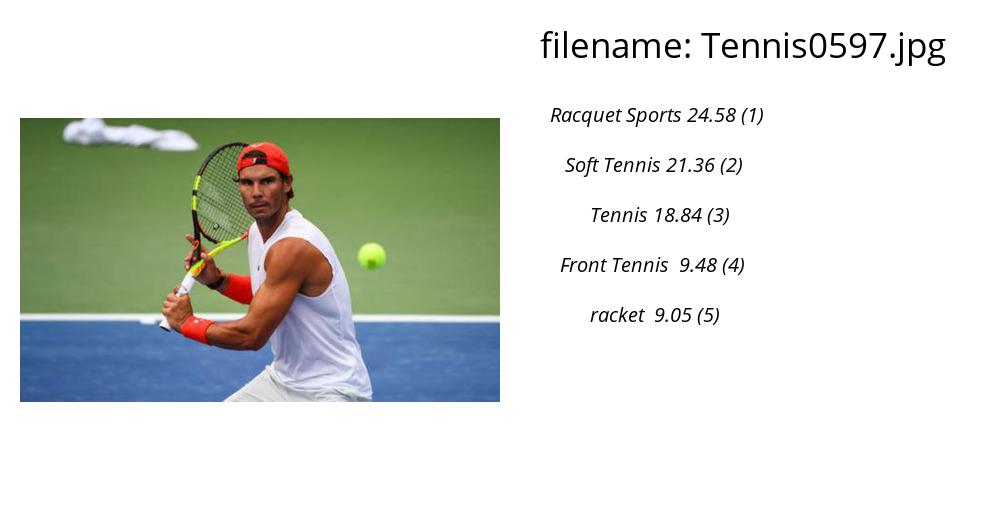 filename: Tennis0597.jpg
Racquet Sports 24.58 (1)
Soft Tennis 21.36 (2)
Tennis 18.84 (3)
Front Tennis  9.48 (4)
racket  9.05 (5)